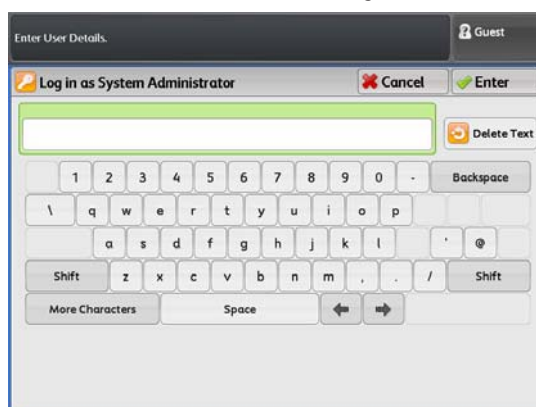 Enter User Details.
Guest
Log in as System Administrator
Cancel
Enter
Delete Text
1 2 3 4 5 6 7 8 9 0 -
Backspace
\ q w e r t y u i o p
a s d f g h j k l ' @
Shift z x c v b n m , . / Shift
More Characters
Space